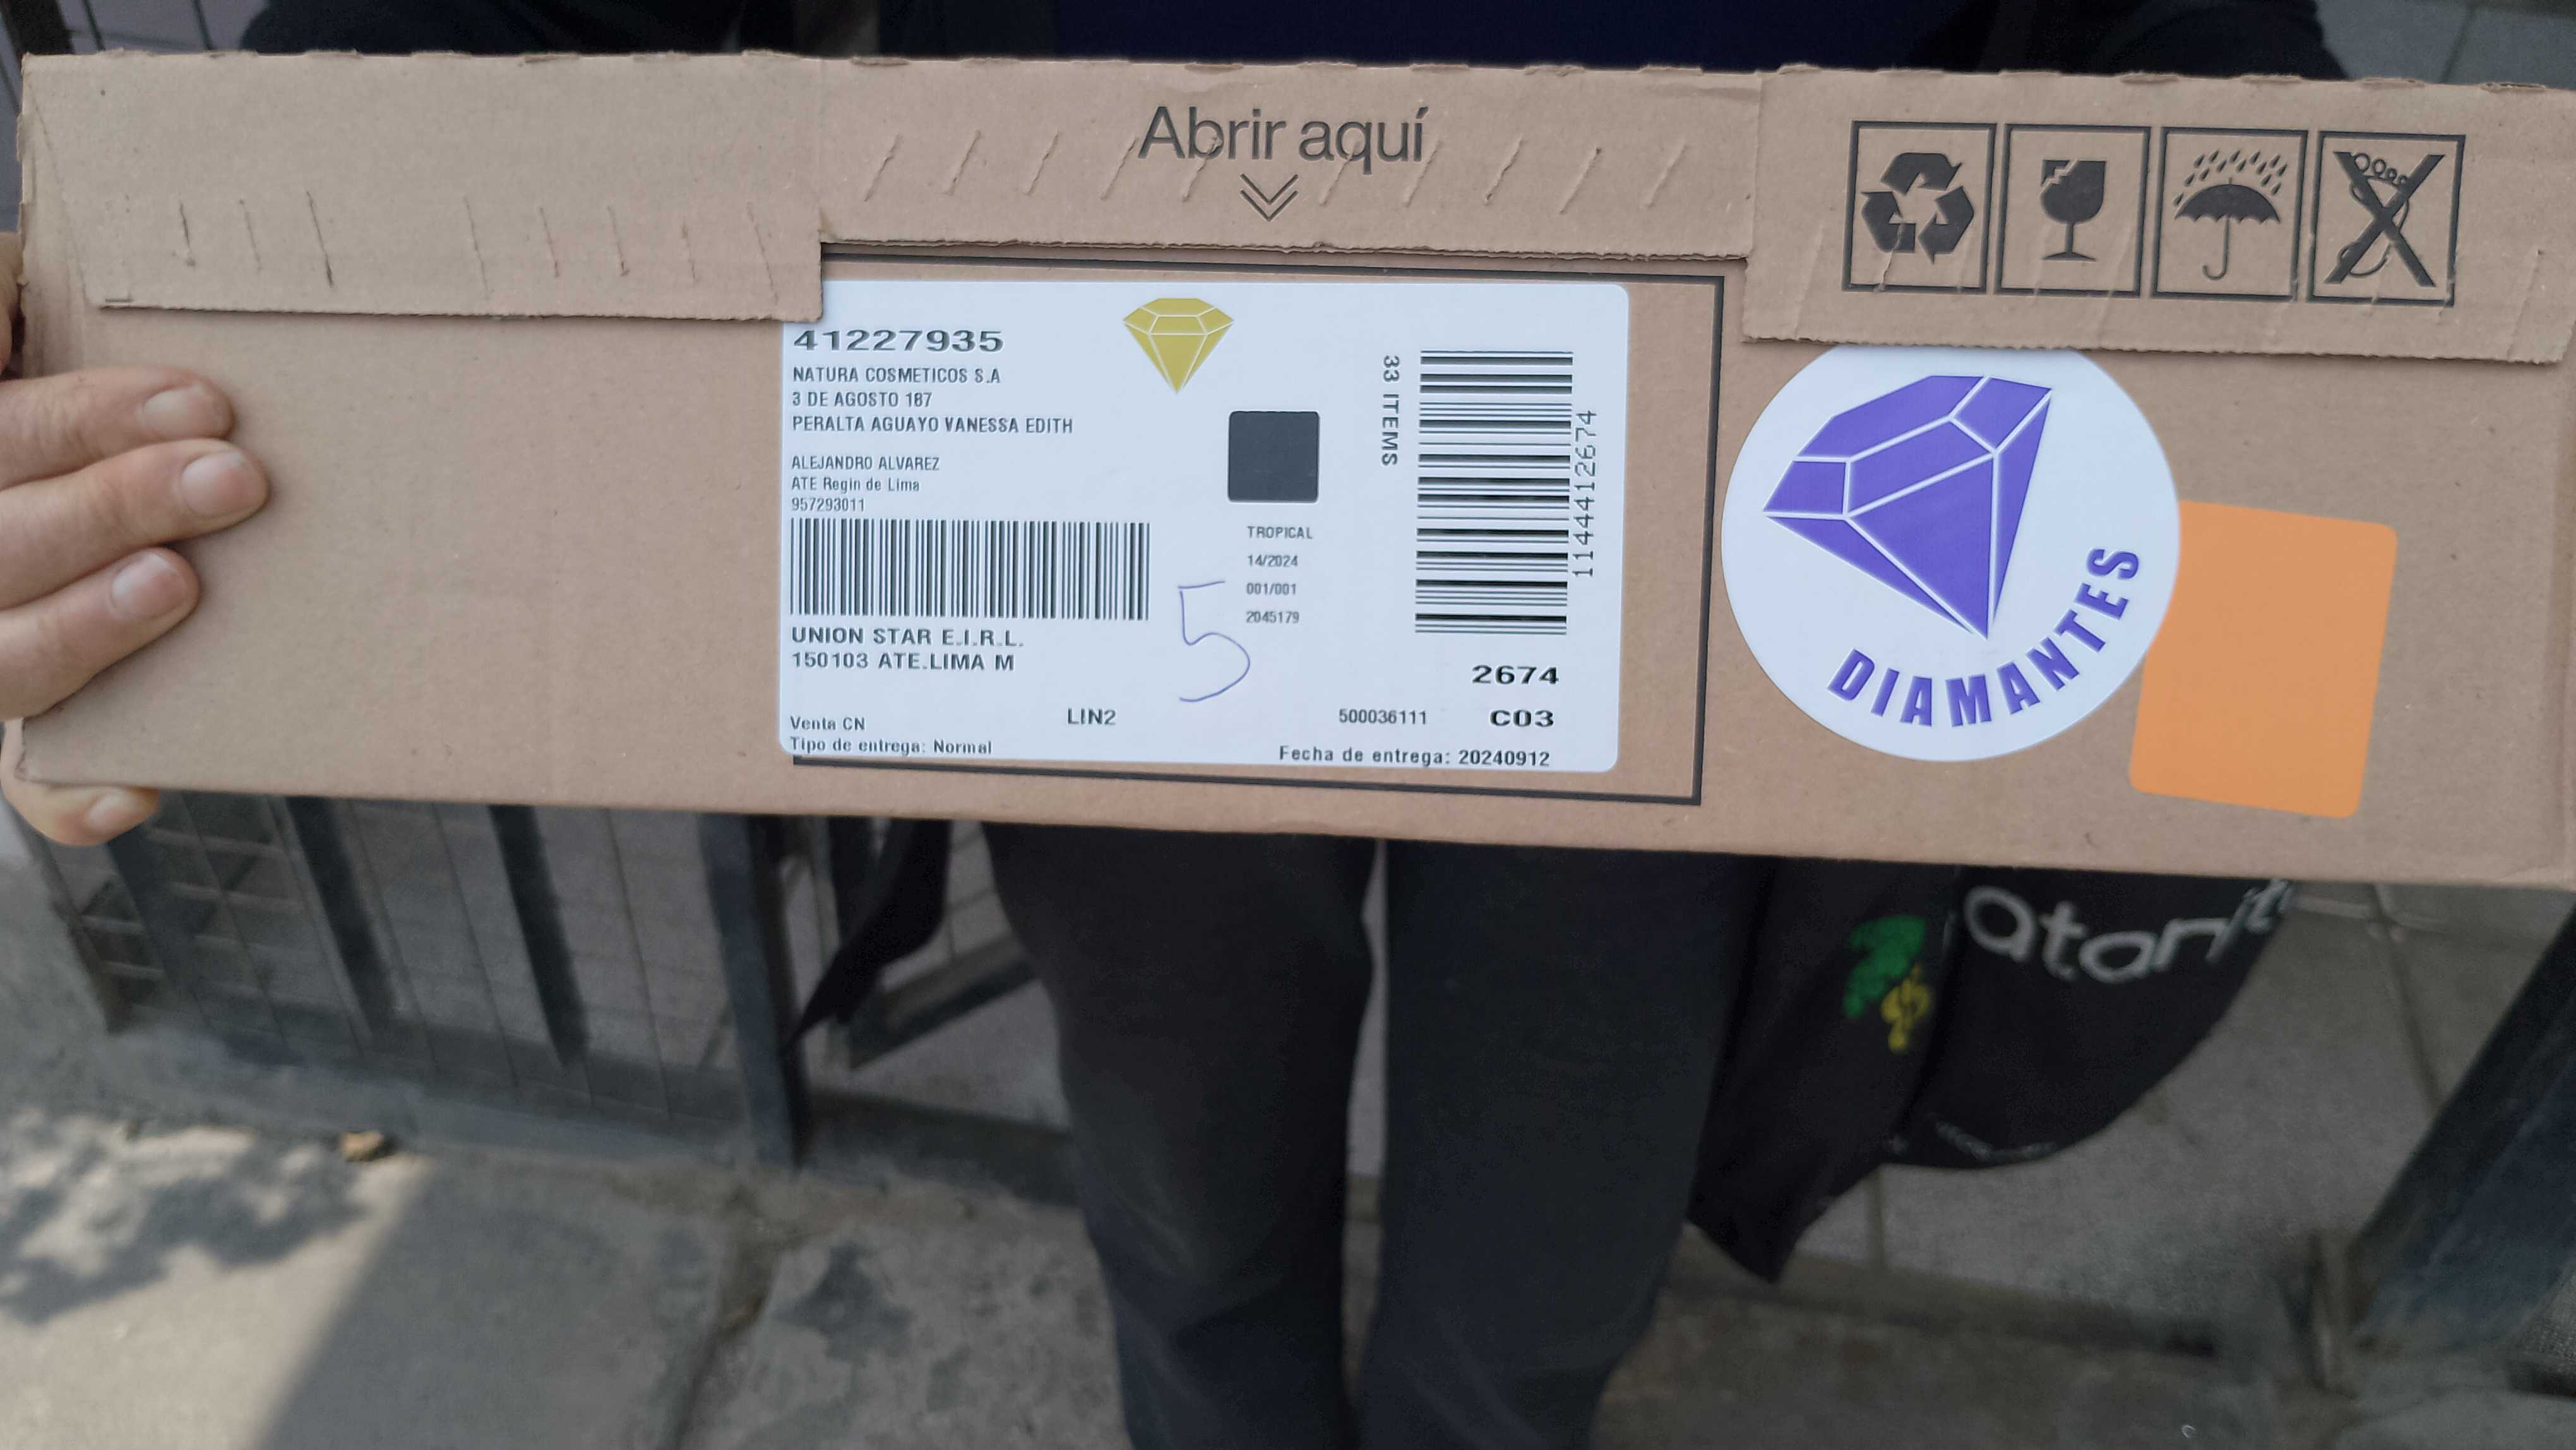 Abrir aquí
41227935
NATURA COSMETICOS S.A
3 DE AGOSTO 187
PERALTA AGUAYO VANESSA EDITH
ALEJANDRO ALVAREZ
ATE Regin de Lima
957293011
UNION STAR E.I.R.L.
150103 ATE.LIMA M
Venta CN
Tipo de entrega: Normal
LIN2
5
TROPICAL
14/2024
001/001
2045179
33 ITEMS
114444412674
2674
500036111
C03
Fecha de entrega: 20240912
DIAMANTES